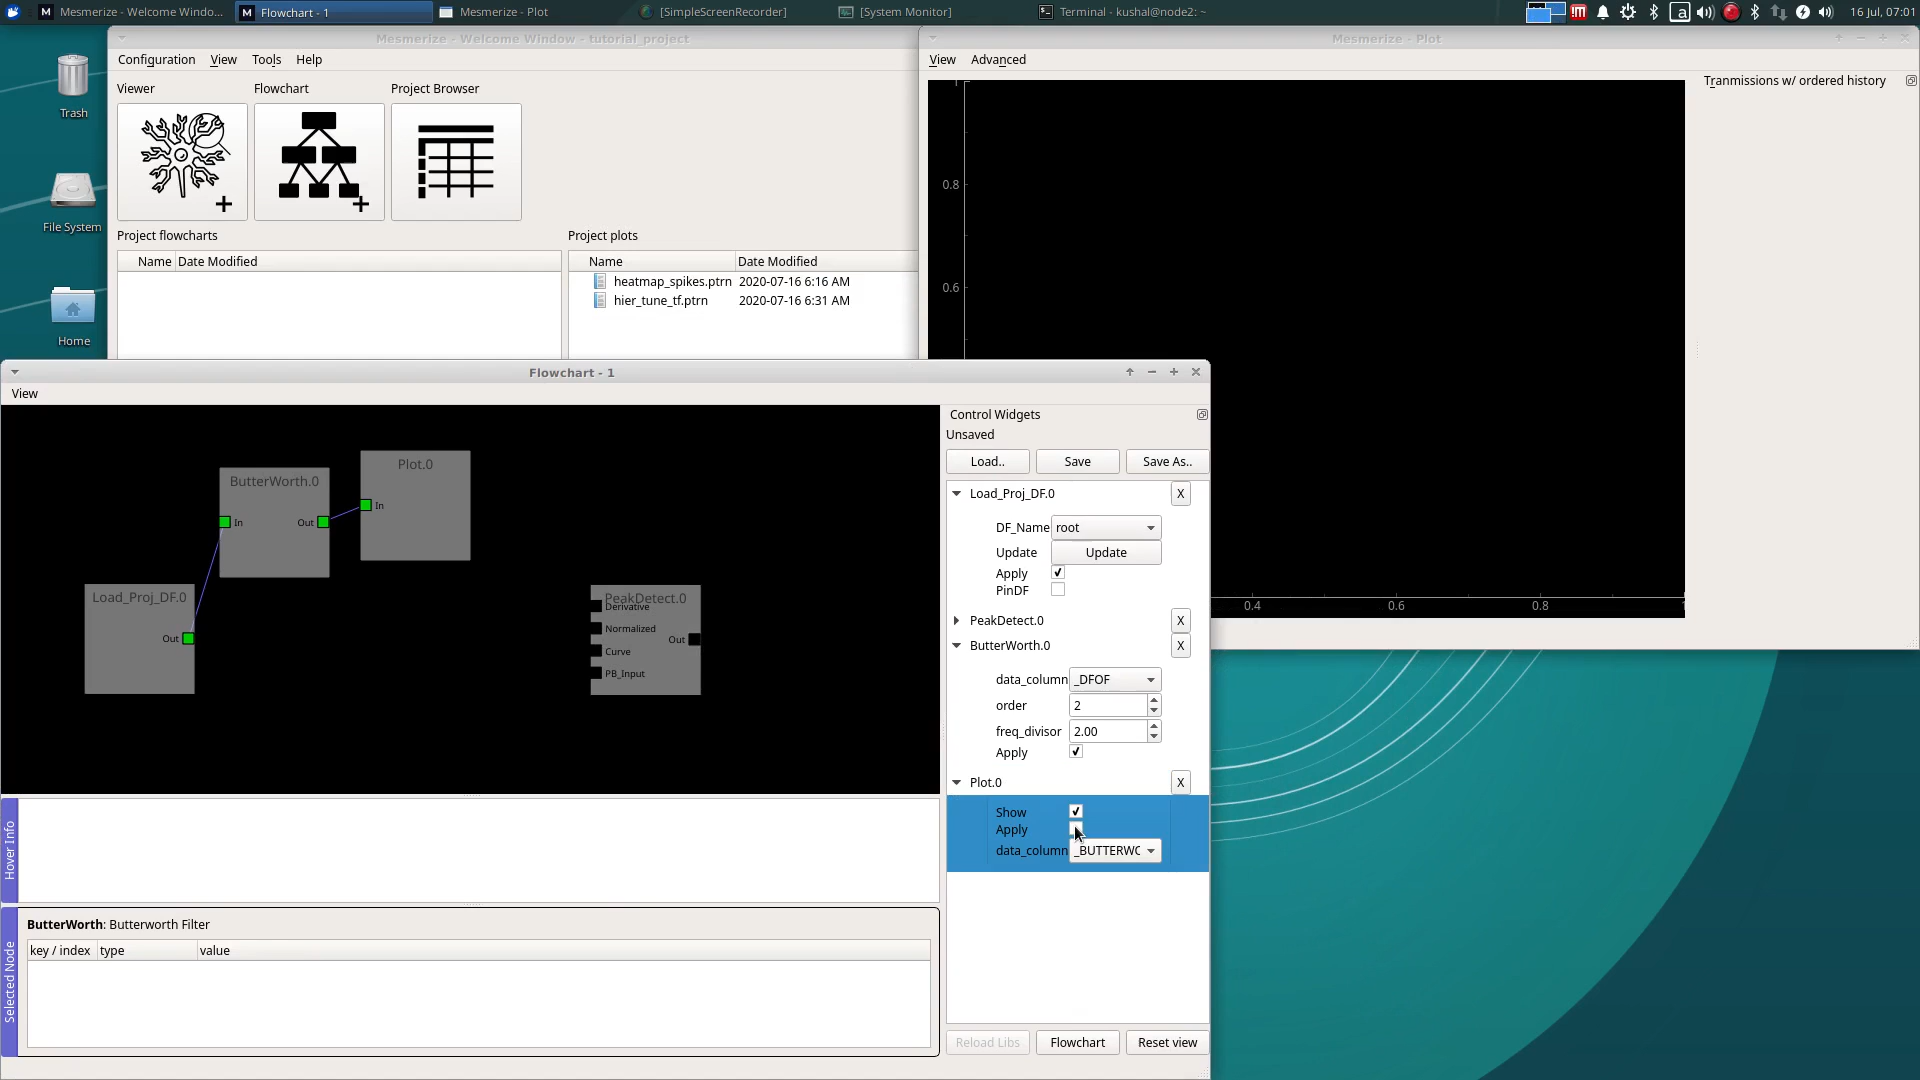 Mesmerize - Welcome Windo...
Flowchart - 1
Mesmerize - Plot
[SimpleScreenRecorder]
[System Monitor]
Terminal - kushal@node2: ~
16 Jul, 07:01
Trash
File System
Home
Mesmerize - Welcome Window - tutorial_project
Configuration View Tools Help
Viewer Flowchart Project Browser
Project flowcharts
Name Date Modified
Project plots
Name Date Modified
heatmap_spikes.ptrn 2020-07-16 6:16 AM
hier_tune_tf.ptrn 2020-07-16 6:31 AM
Mesmerize - Plot
View Advanced
Tranmissions w/ ordered history
1
0.8
0.6
0.4 0.6 0.8 1
Flowchart - 1
View
ButterWorth.0
In Out
Plot.0
In
Load_Proj_DF.0
Out
PeakDetect.0
Derivative
Normalized
Out
Curve
PB_Input
Hover Info
Selected Node
ButterWorth: Butterworth Filter
key / index type value
Control Widgets
Unsaved
Load.. Save Save As..
Load_Proj_DF.0 X
DF_Name root
Update Update
Apply
PinDF
PeakDetect.0 X
ButterWorth.0 X
data_column _DFOF
order 2
freq_divisor 2.00
Apply
Plot.0 X
Show
Apply
data_column _BUTTERWC
Reload Libs Flowchart Reset view